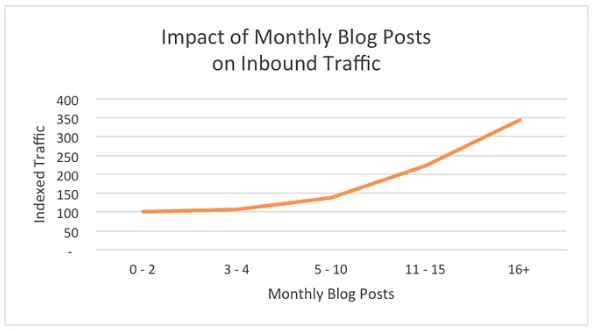 Impact of Monthly Blog Posts
on Inbound Traffic
Indexed Traffic
400
350
300
250
200
150
100
50
-
0 - 2
3 - 4
5 - 10
11 - 15
16+
Monthly Blog Posts